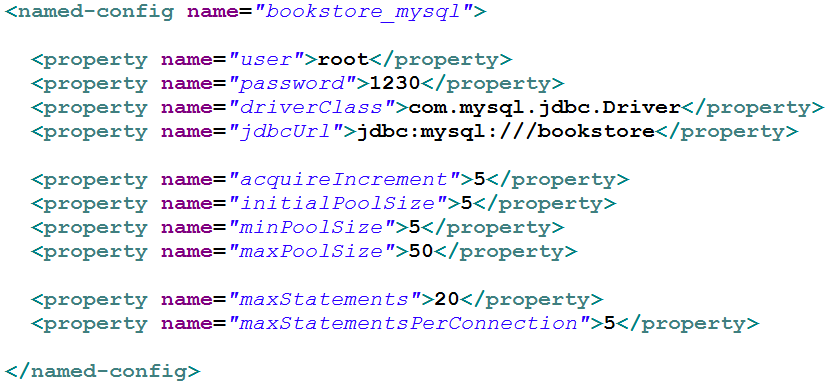 <named-config name="bookstore_mysql">
<property name="user">root</property>
<property name="password">1230</property>
<property name="driverClass">com.mysql.jdbc.Driver</property>
<property name="jdbcUrl">jdbc:mysql:///bookstore</property>
<property name="acquireIncrement">5</property>
<property name="initialPoolSize">5</property>
<property name="minPoolSize">5</property>
<property name="maxPoolSize">50</property>
<property name="maxStatements">20</property>
<property name="maxStatementsPerConnection">5</property>
</named-config>